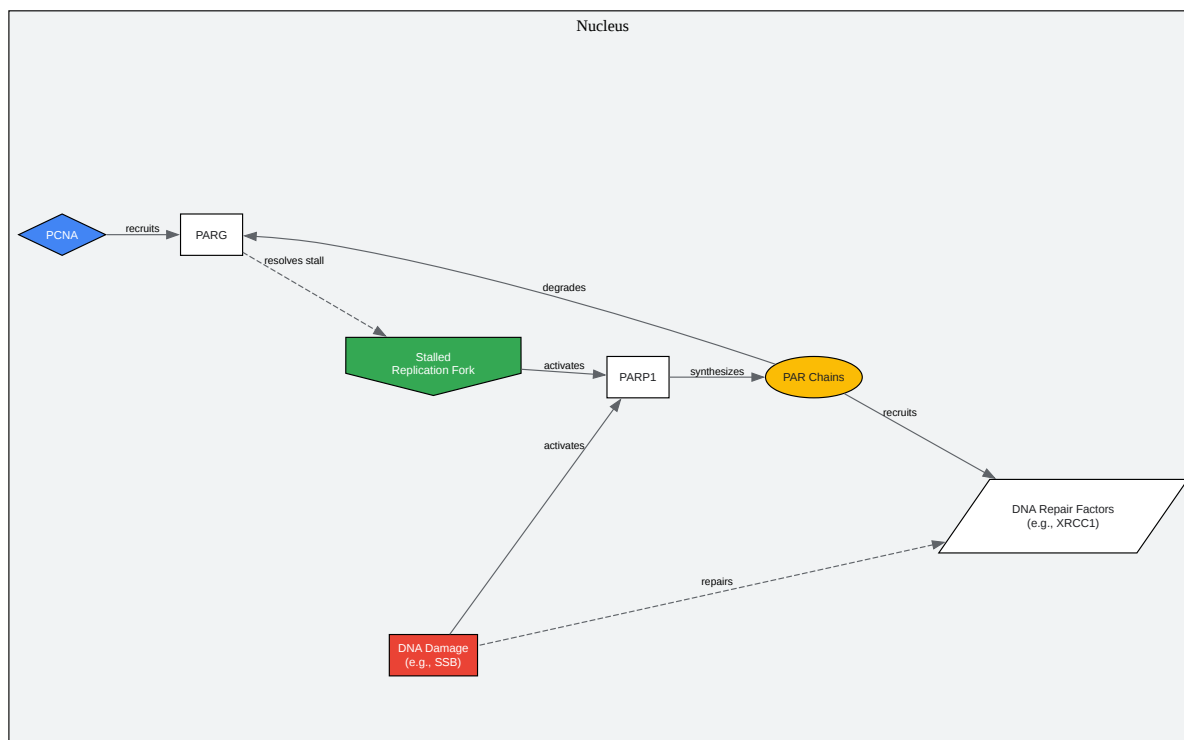 Nucleus
PCNA
recruits
PARG
resolves stall
degrades
Stalled
Replication Fork
activates
PARP1
synthesizes
PAR Chains
recruits
activates
DNA Repair Factors
(e.g., XRCC1)
repairs
DNA Damage
(e.g., SSB)